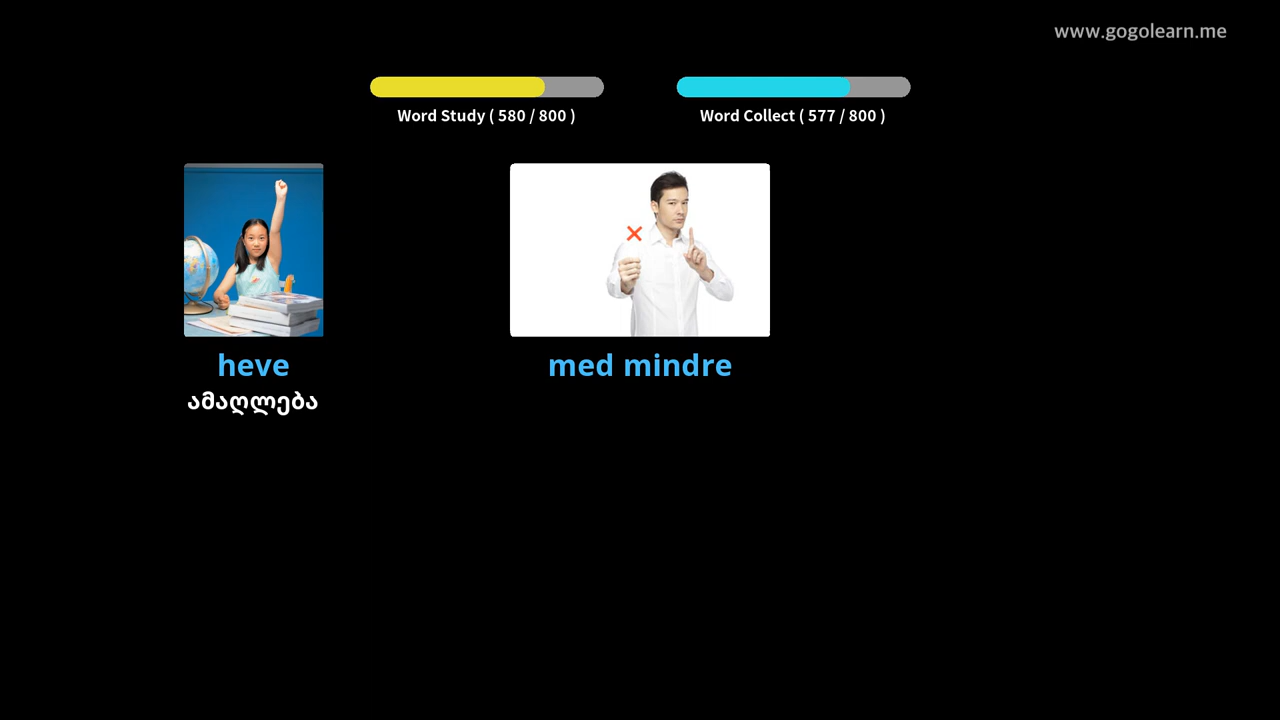 www.gogolearn.me
Word Study ( 580 / 800 )
Word Collect ( 577 / 800 )
heve
ამაღლება
med mindre